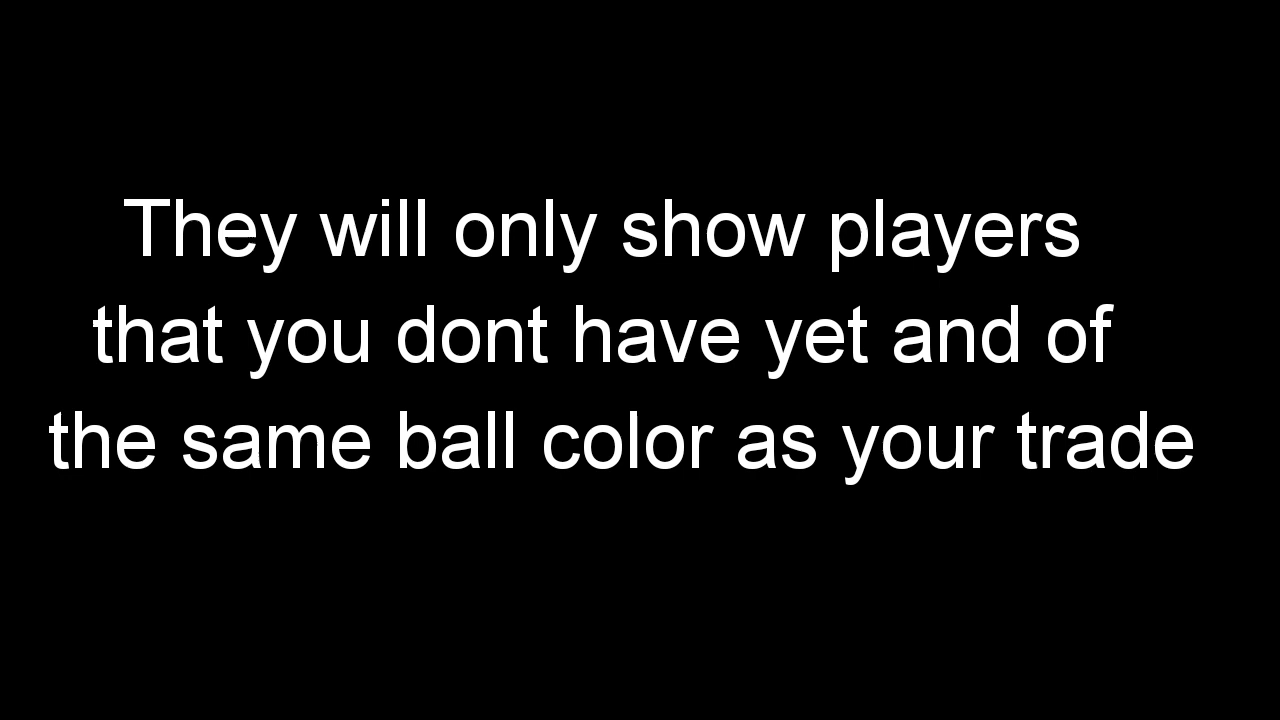 They will only show players
that you dont have yet and of
the same ball color as your trade